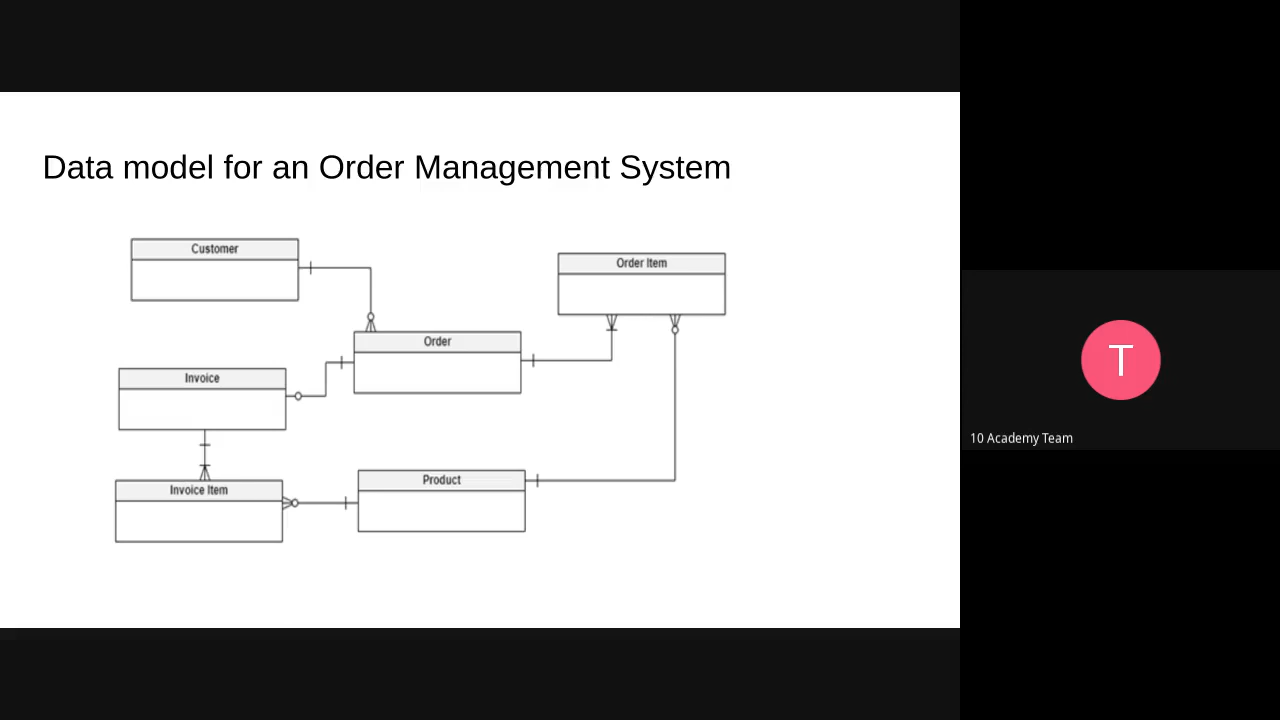 Data model for an Order Management System
Customer
Order Item
Order
Invoice
Product
Invoice Item
T
10 Academy Team